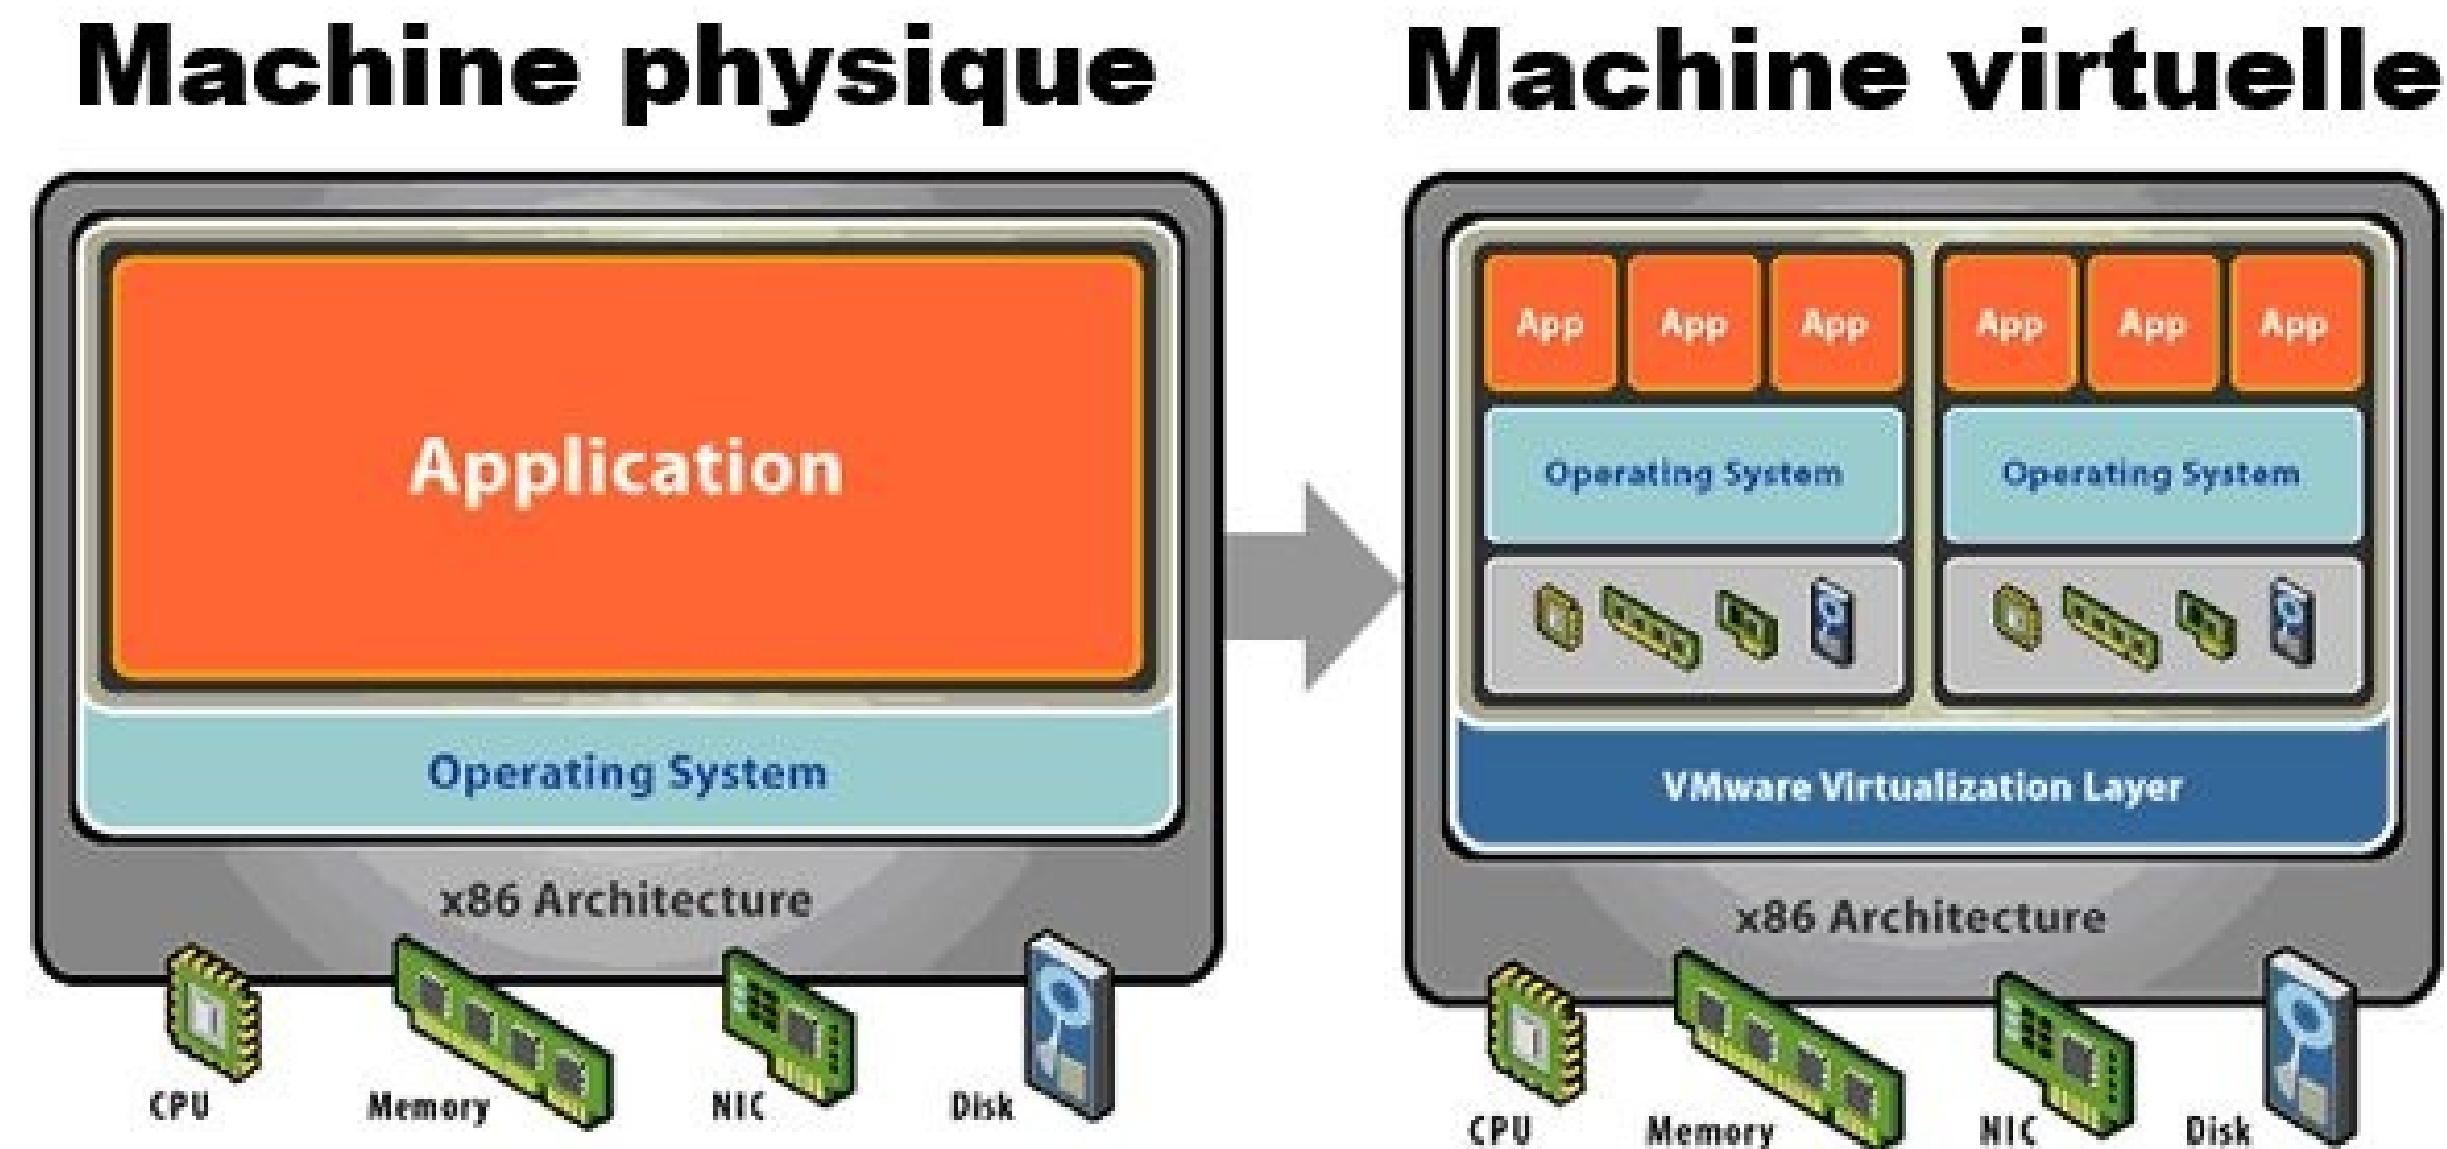 Machine physique
Machine virtuelle
Application
Operating System
x86 Architecture
CPU
Memory
NIC
Disk
App
App
App
App
App
App
Operating System
Operating System
VMware Virtualization Layer
x86 Architecture
CPU
Memory
NIC
Disk